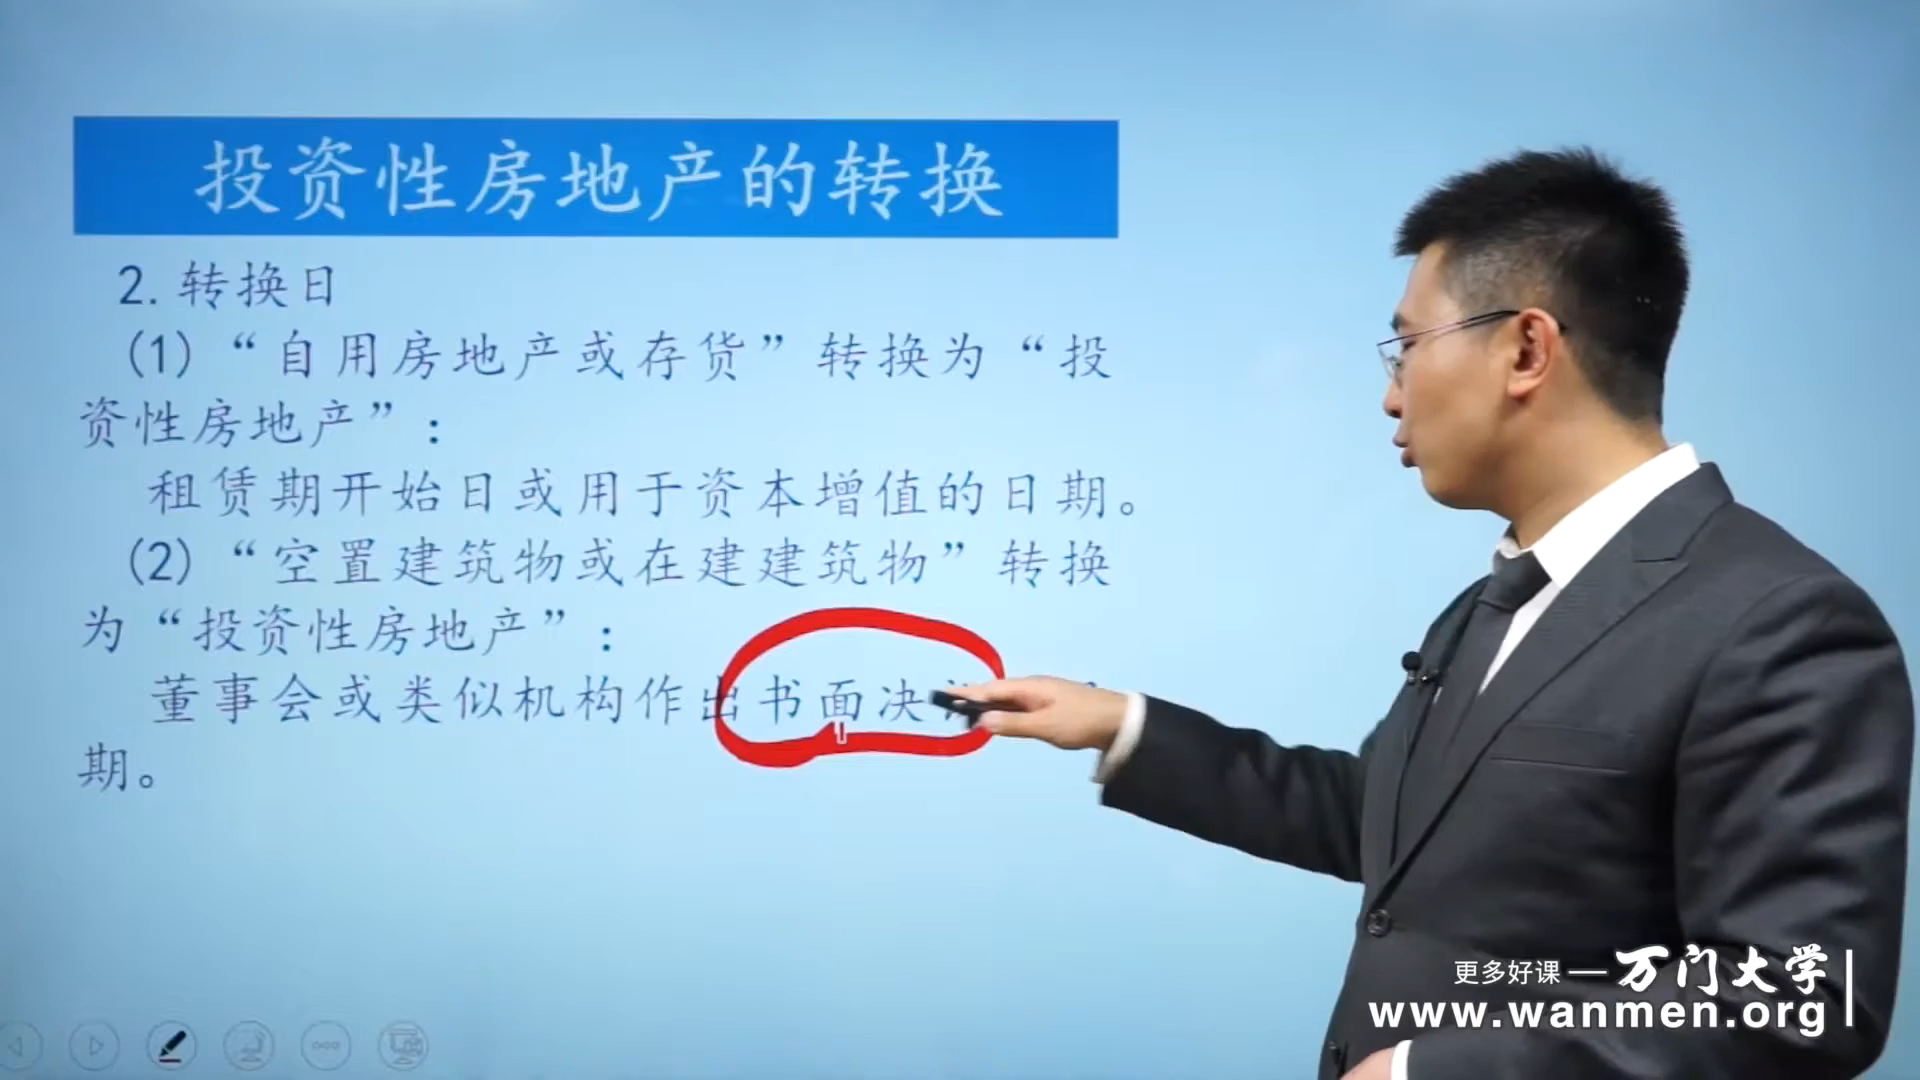 投资性房地产的转换
2. 转换日
(1)“自用房地产或存货”转换为“投
资性房地产”：
租赁期开始日或用于资本增值的日期。
(2)“空置建筑物或在建建筑物”转换
为“投资性房地产”：
董事会或类似机构作出书面决
期。
更多好课—万门大学
www.wanmen.org